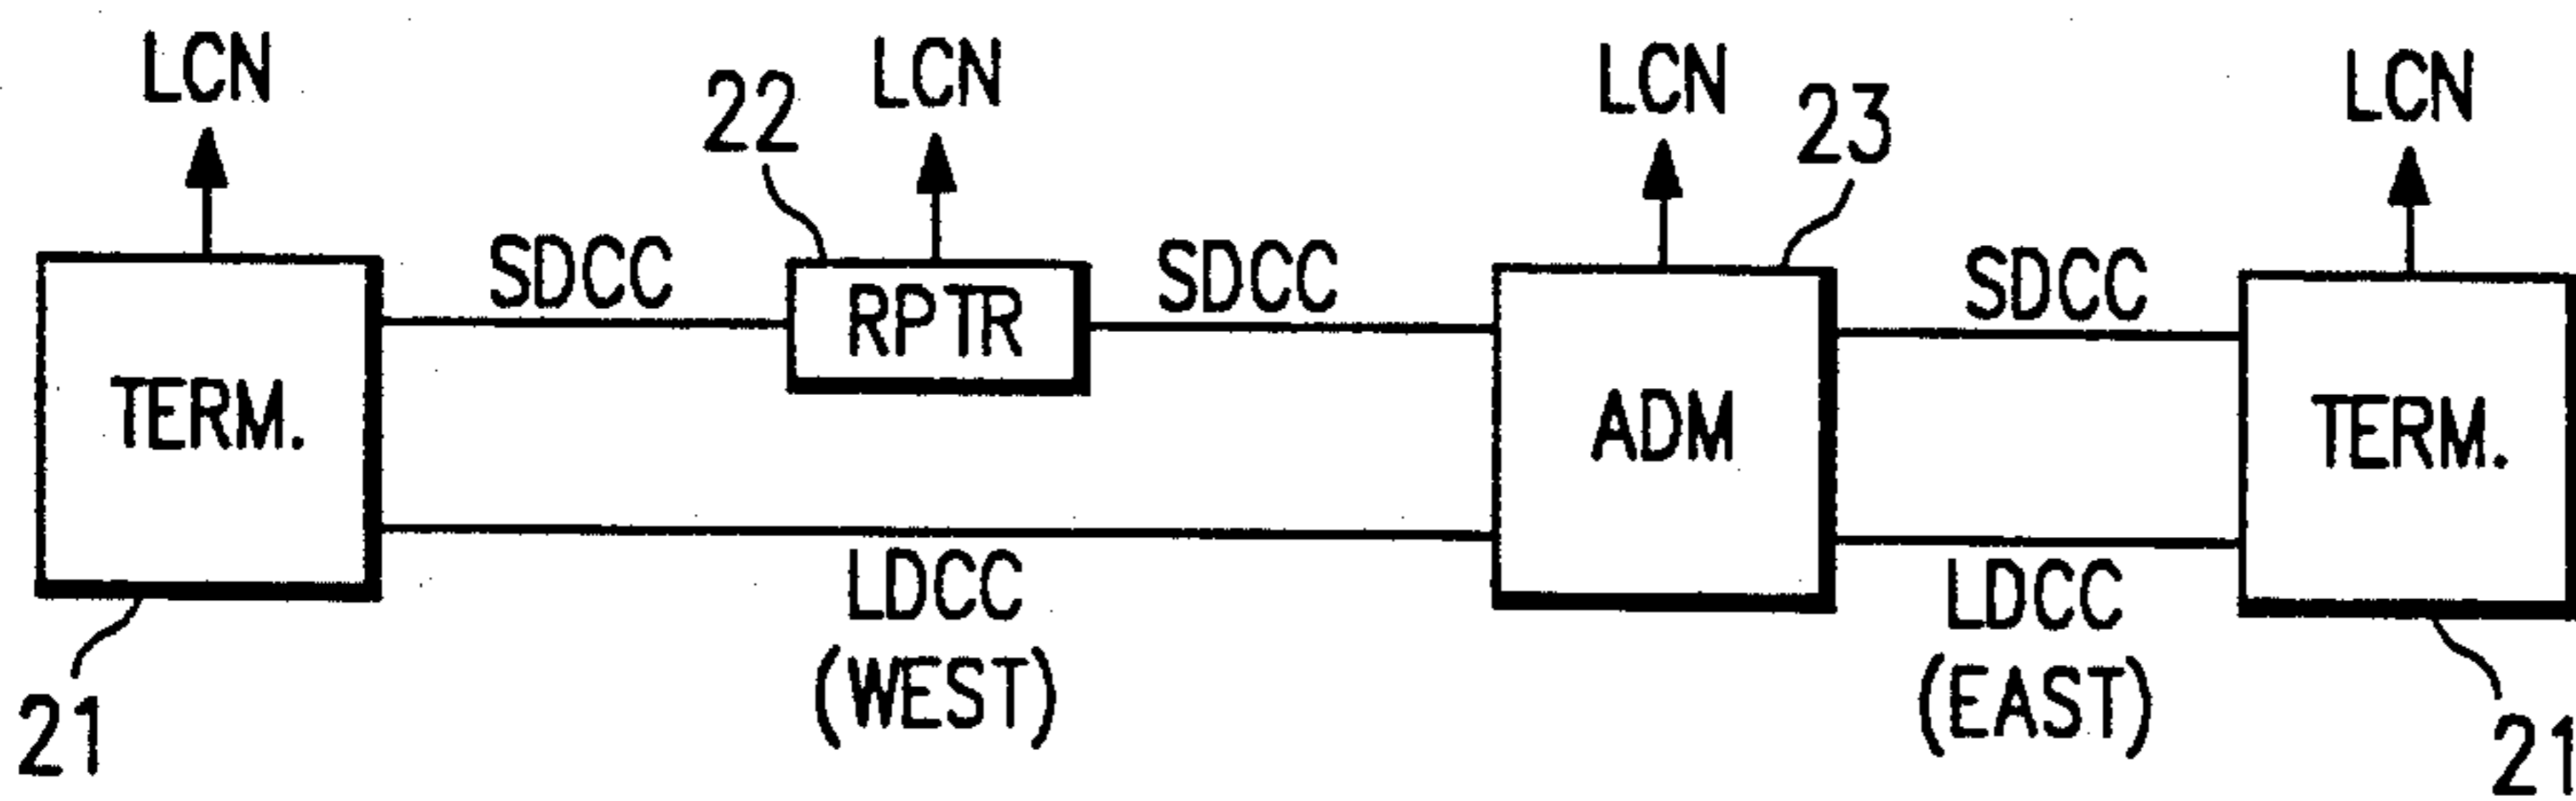 LCN
LCN
LCN
LCN
22
23
SDCC
SDCC
SDCC
RPTR
TERM.
ADM
TERM.
LDCC
(WEST)
LDCC
(EAST)
21
21